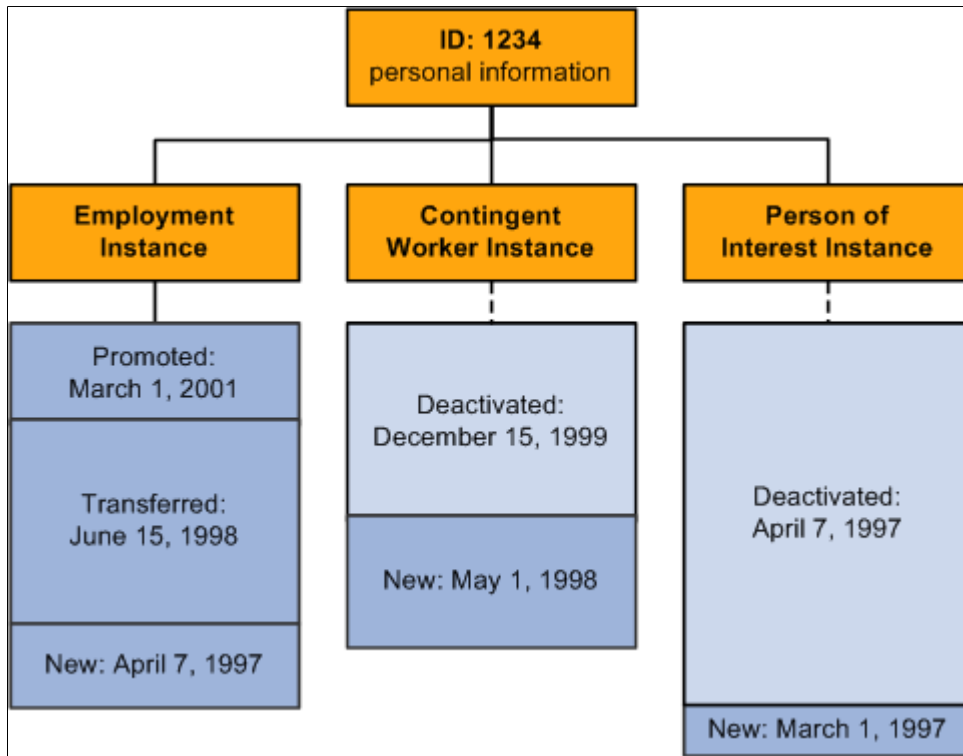 ID: 1234
personal information
Employment
Instance
Contingent
Worker Instance
Person of
Interest Instance
Promoted:
March 1, 2001
Transferred:
June 15, 1998
New: April 7, 1997
Deactivated:
December 15, 1999
New: May 1, 1998
Deactivated:
April 7, 1997
New: March 1, 1997